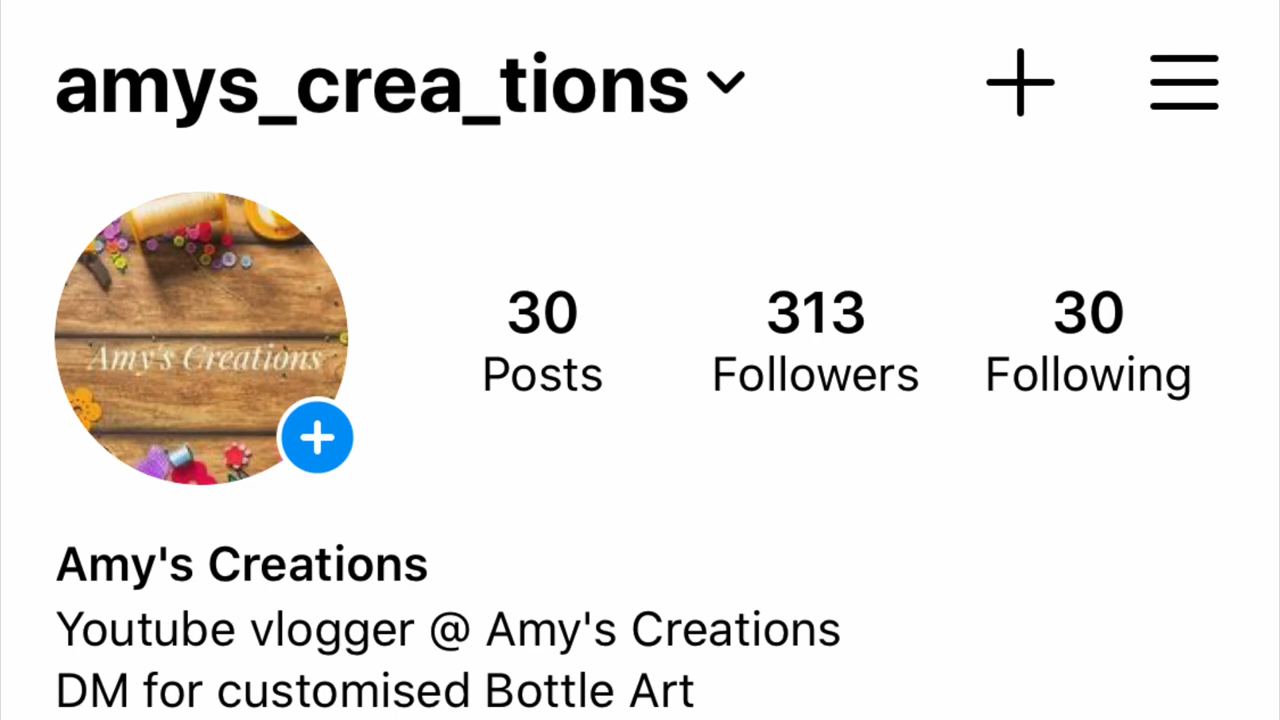 amys_crea_tions
Amy's Creations
30 313 30
Posts Followers Following
Amy's Creations
Youtube vlogger @ Amy's Creations
DM for customised Bottle Art